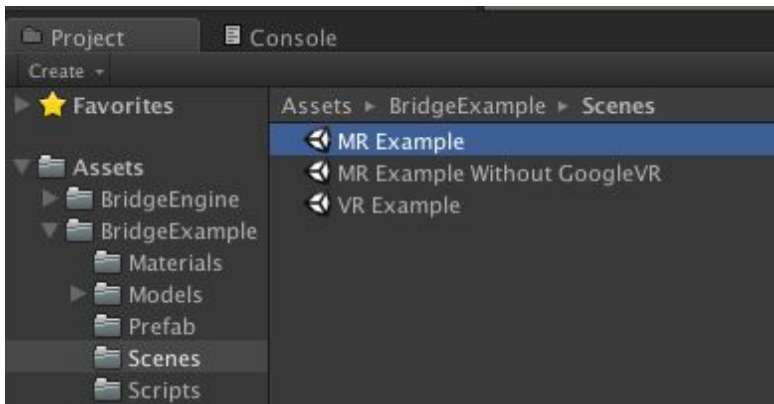 Project
Console
Create
Favorites
Assets
BridgeEngine
BridgeExample
Materials
Models
Prefab
Scenes
Scripts
Assets ▸ BridgeExample ▸ Scenes
MR Example
MR Example Without GoogleVR
VR Example